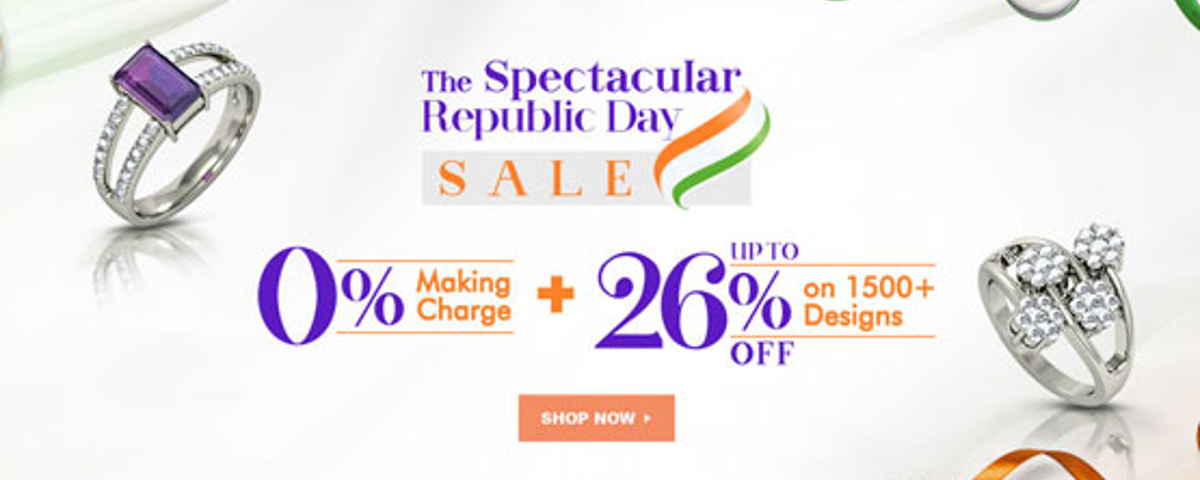 The Spectacular
Republic Day
SALE
0% Making Charge + 26% UP TO OFF on 1500+ Designs
SHOP NOW